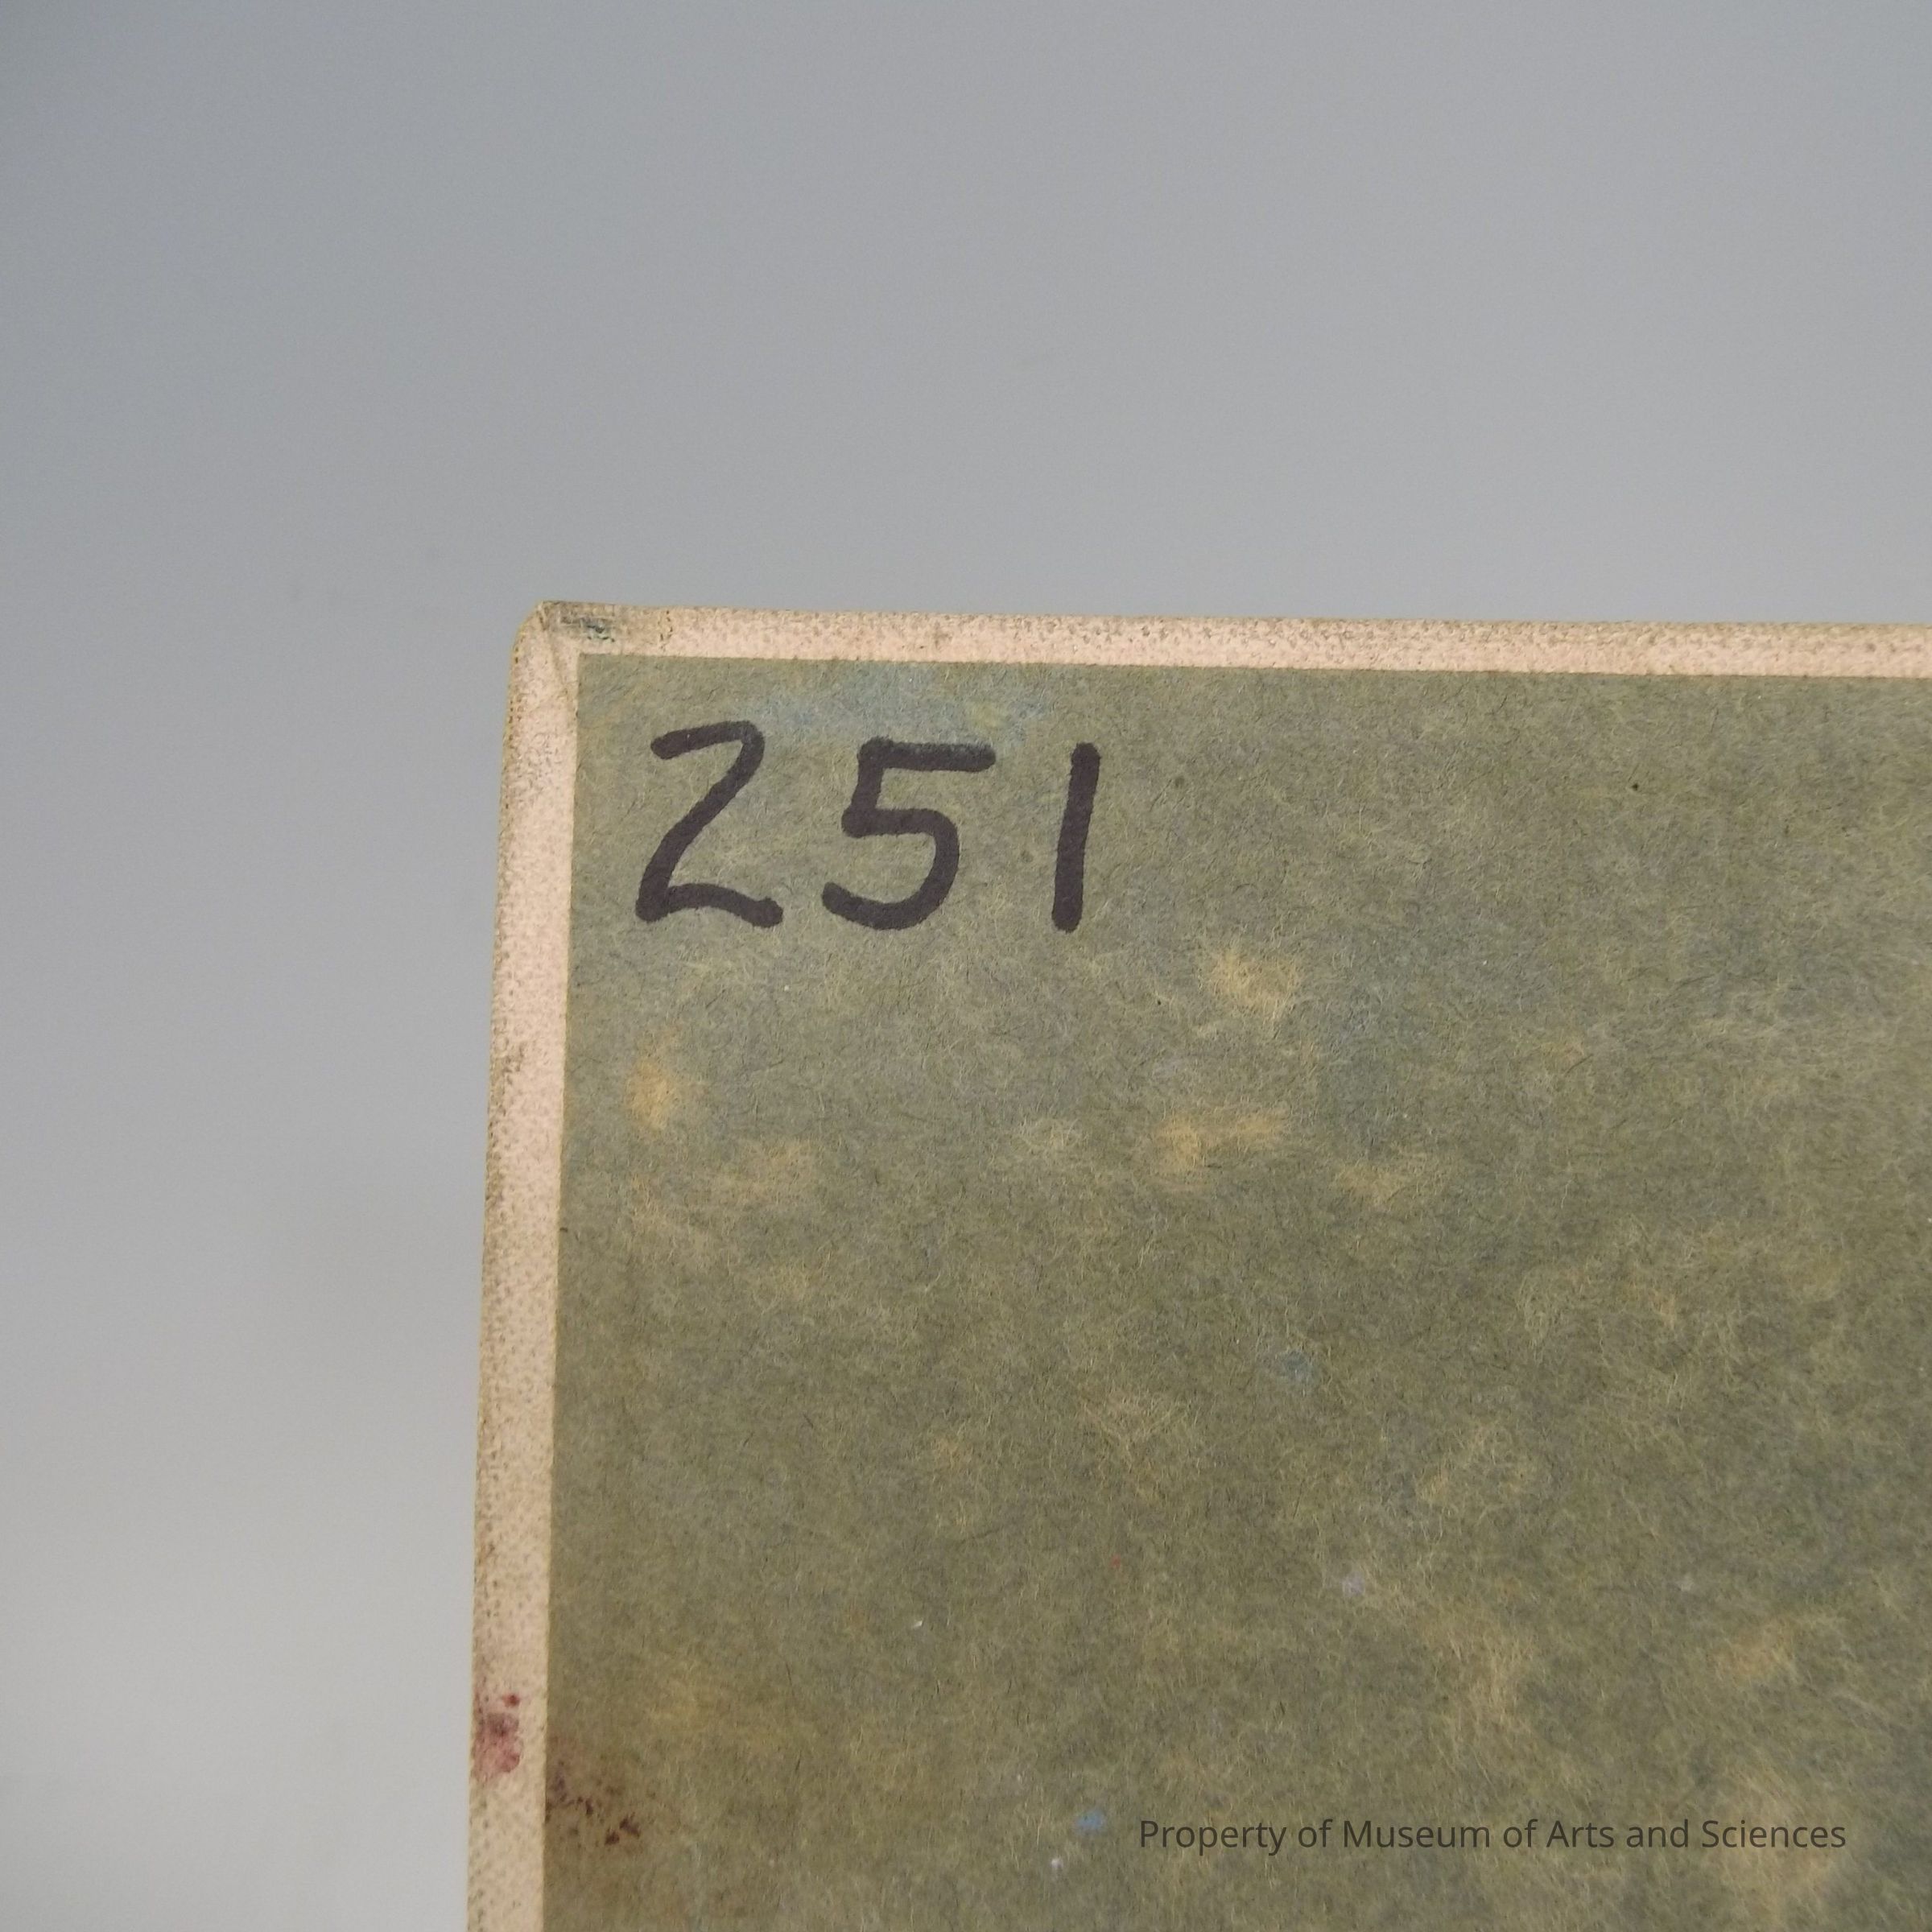 251
Property of Museum of Arts and Sciences